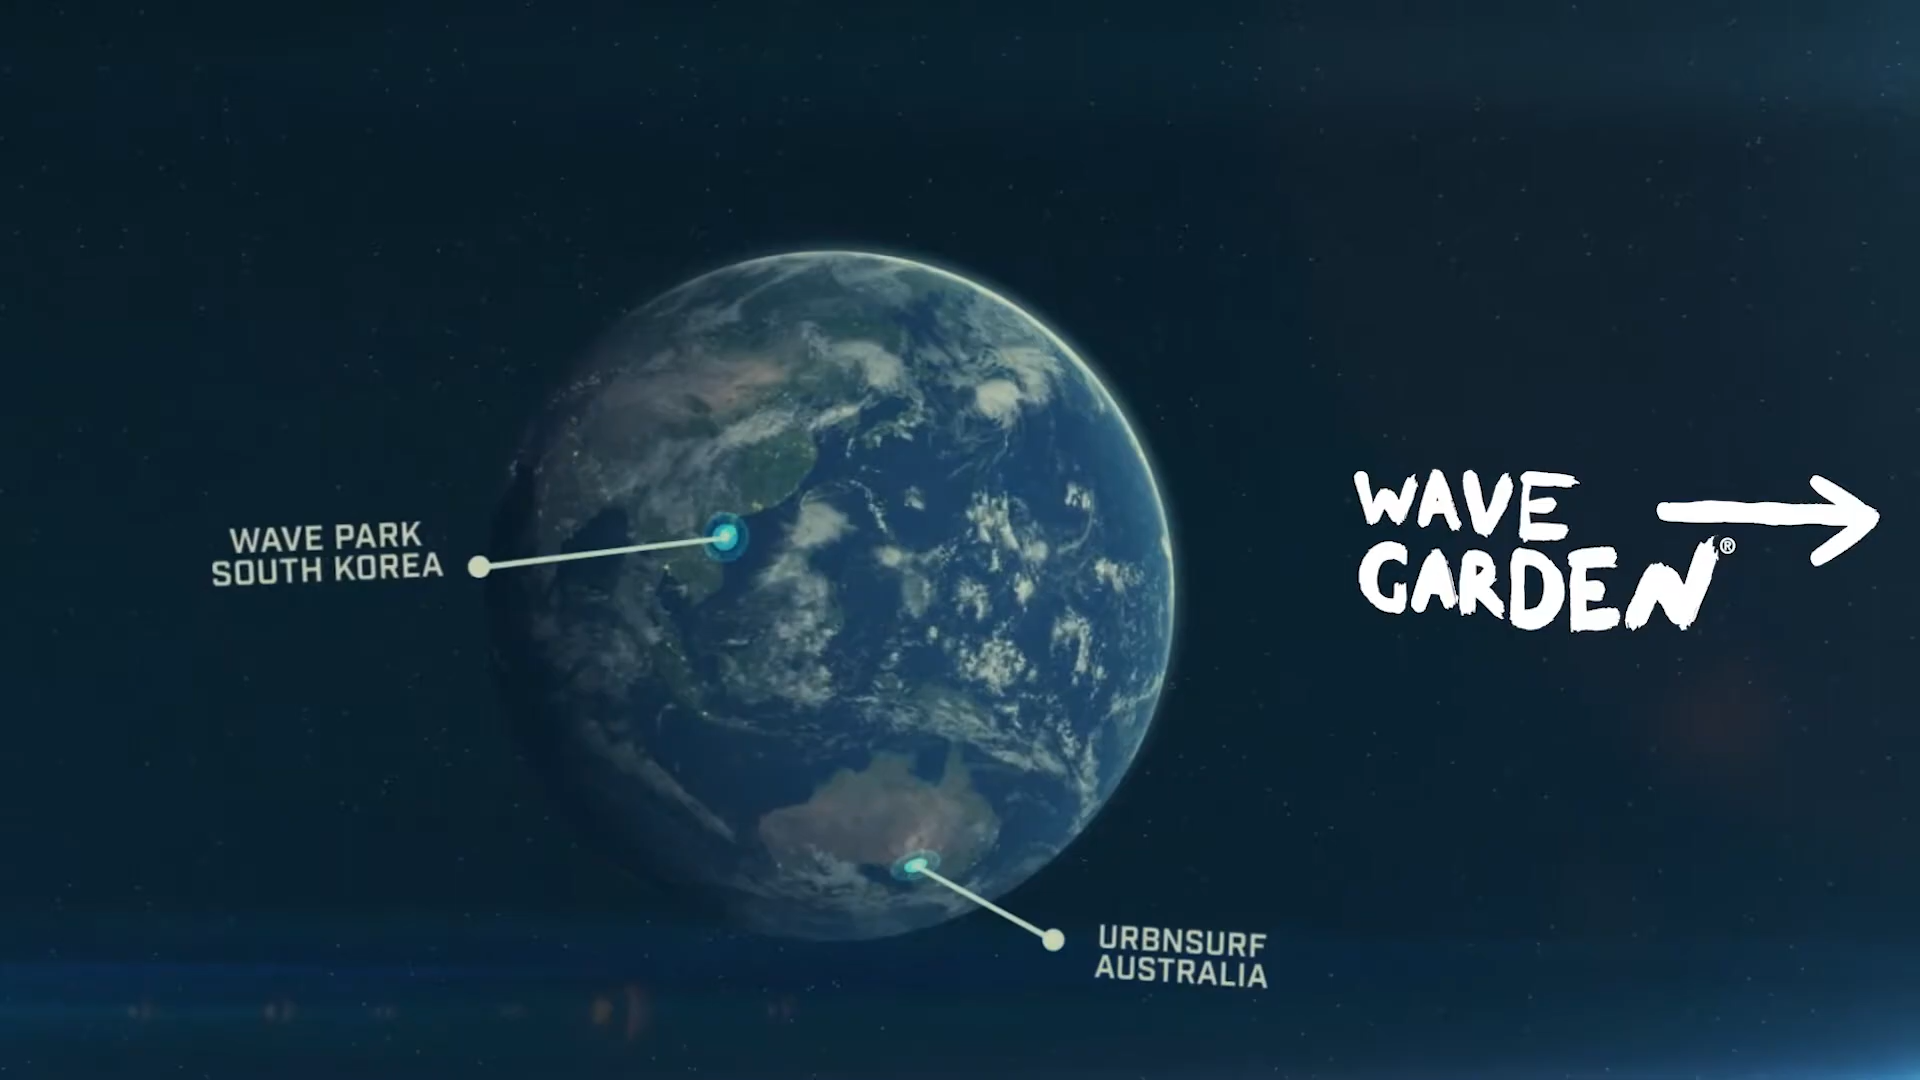 WAVE PARK
SOUTH KOREA
WAVE
GARDEN®
URBNSURF
AUSTRALIA